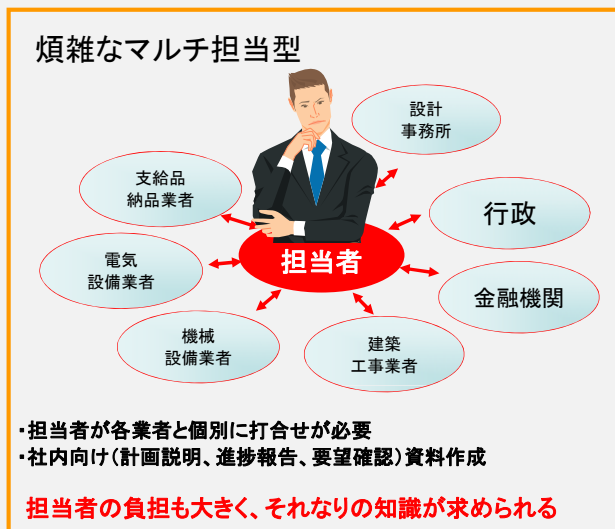 煩雑なマルチ担当型
設計
事務所
支給品
納品業者
行政
電気
設備業者
担当者
金融機関
機械
設備業者
建築
工事業者
・担当者が各業者と個別に打合せが必要
・社内向け(計画説明、進捗報告、要望確認)資料作成
担当者の負担も大きく、それなりの知識が求められる